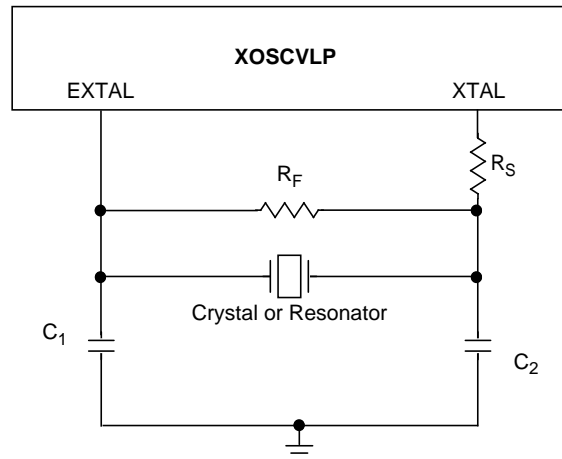 XOSCVLP
EXTAL XTAL
R_S
R_F
Crystal or Resonator
C_1
C_2